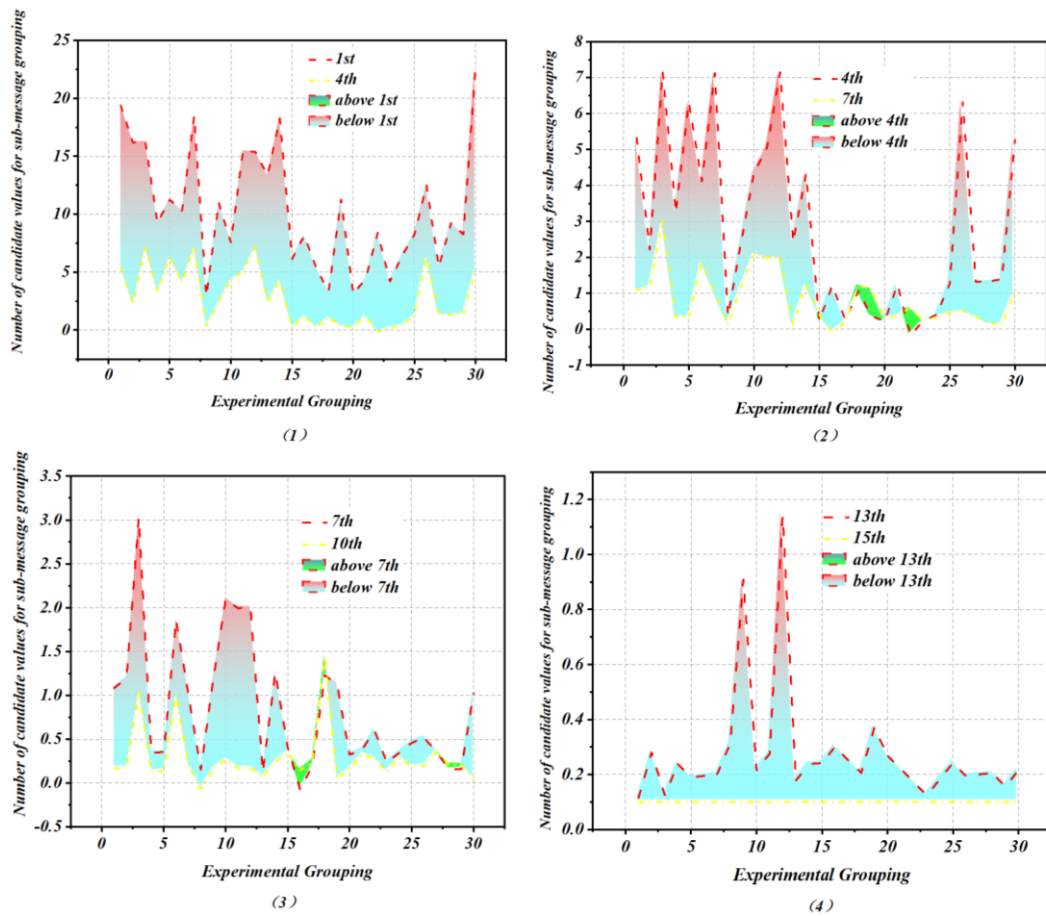 Number of candidate values for sub-message grouping
25
20
15
10
5
0
1st
4th
above 1st
below 1st
0 5 10 15 20 25 30
Experimental Grouping
(1)
Number of candidate values for sub-message grouping
8
7
6
5
4
3
2
1
0
-1
4th
7th
above 4th
below 4th
0 5 10 15 20 25 30
Experimental Grouping
(2)
Number of candidate values for sub-message grouping
3.5
3.0
2.5
2.0
1.5
1.0
0.5
0.0
-0.5
7th
10th
above 7th
below 7th
0 5 10 15 20 25 30
Experimental Grouping
(3)
Number of candidate values for sub-message grouping
1.2
1.0
0.8
0.6
0.4
0.2
0.0
13th
15th
above 13th
below 13th
0 5 10 15 20 25 30
Experimental Grouping
(4)